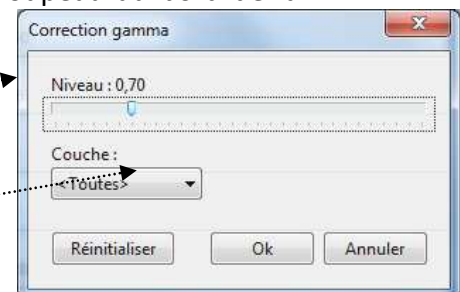 Correction gamma
Niveau : 0,70
Couche :
<Toutes>
Réinitialiser
Ok
Annuler